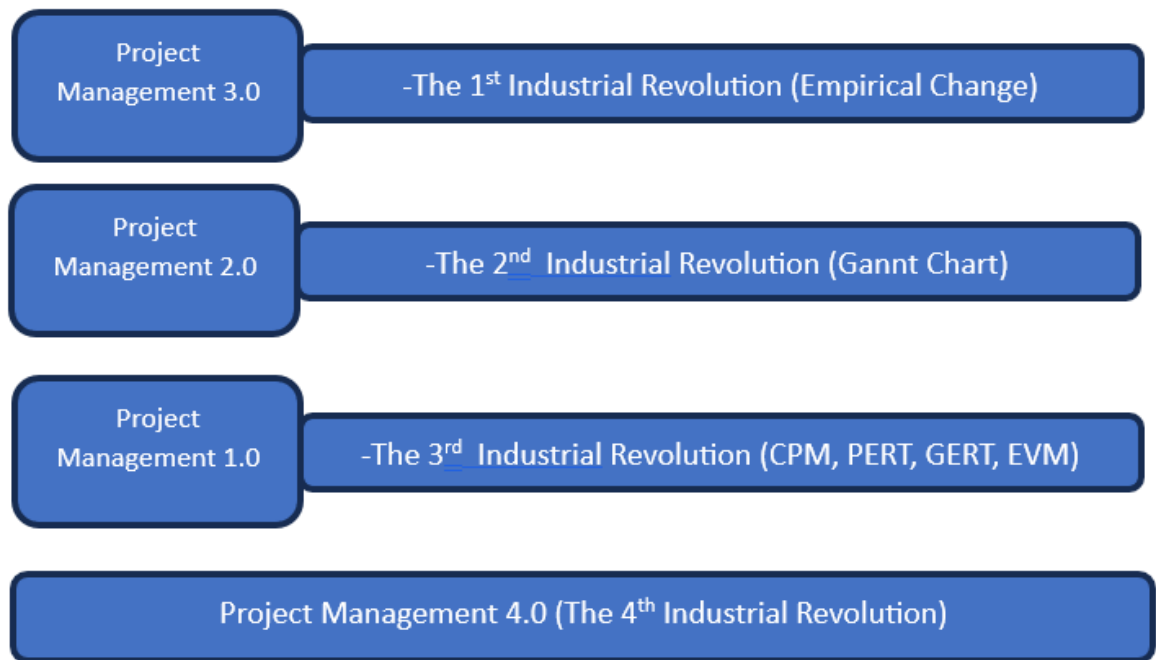 Project
Management 3.0
-The 1st Industrial Revolution (Empirical Change)
Project
Management 2.0
-The 2nd  Industrial Revolution (Gannt Chart)
Project
Management 1.0
-The 3rd  Industrial Revolution (CPM, PERT, GERT, EVM)
Project Management 4.0 (The 4th Industrial Revolution)